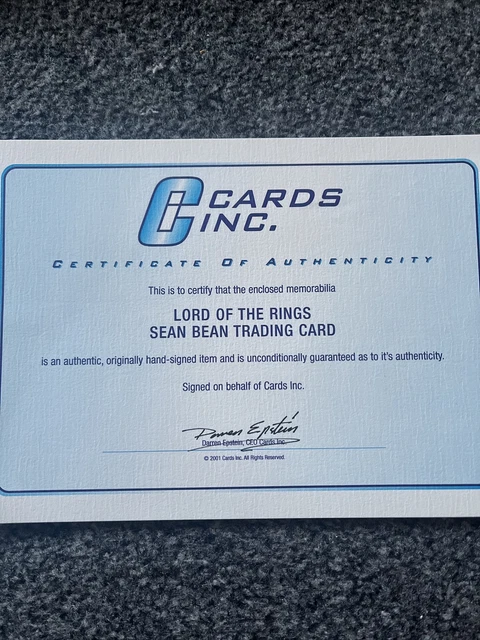 CARDS
INC.
CERTIFICATE OF AUTHENTICITY
This is to certify that the enclosed memorabilia
LORD OF THE RINGS
SEAN BEAN TRADING CARD
is an authentic, originally hand-signed item and is unconditionally guaranteed as to it's authenticity.
Signed on behalf of Cards Inc.
Darren Epstein
Darren Epstein, CEO Cards Inc.
© 2001 Cards Inc. All Rights Reserved.